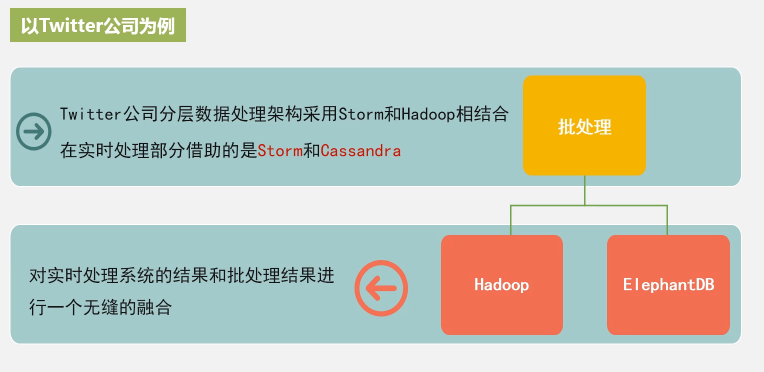 以Twitter公司为例
Twitter公司分层数据处理架构采用Storm和Hadoop相结合
在实时处理部分借助的是Storm和Cassandra
批处理
对实时处理系统的结果和批处理结果进
行一个无缝的融合
Hadoop
ElephantDB